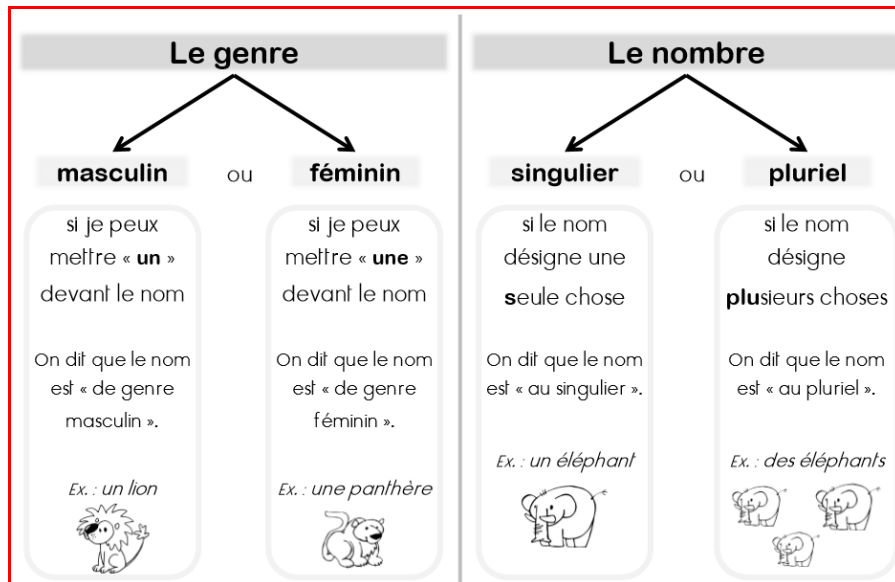 Le genre
masculin
ou
féminin
si je peux
mettre « un »
devant le nom
On dit que le nom
est « de genre
masculin ».
Ex. : un lion
si je peux
mettre « une »
devant le nom
On dit que le nom
est « de genre
féminin ».
Ex. : une panthère
Le nombre
singulier
ou
pluriel
si le nom
désigne une
seule chose
On dit que le nom
est « au singulier ».
Ex. : un éléphant
si le nom
désigne
plusieurs choses
On dit que le nom
est « au pluriel ».
Ex. : des éléphants